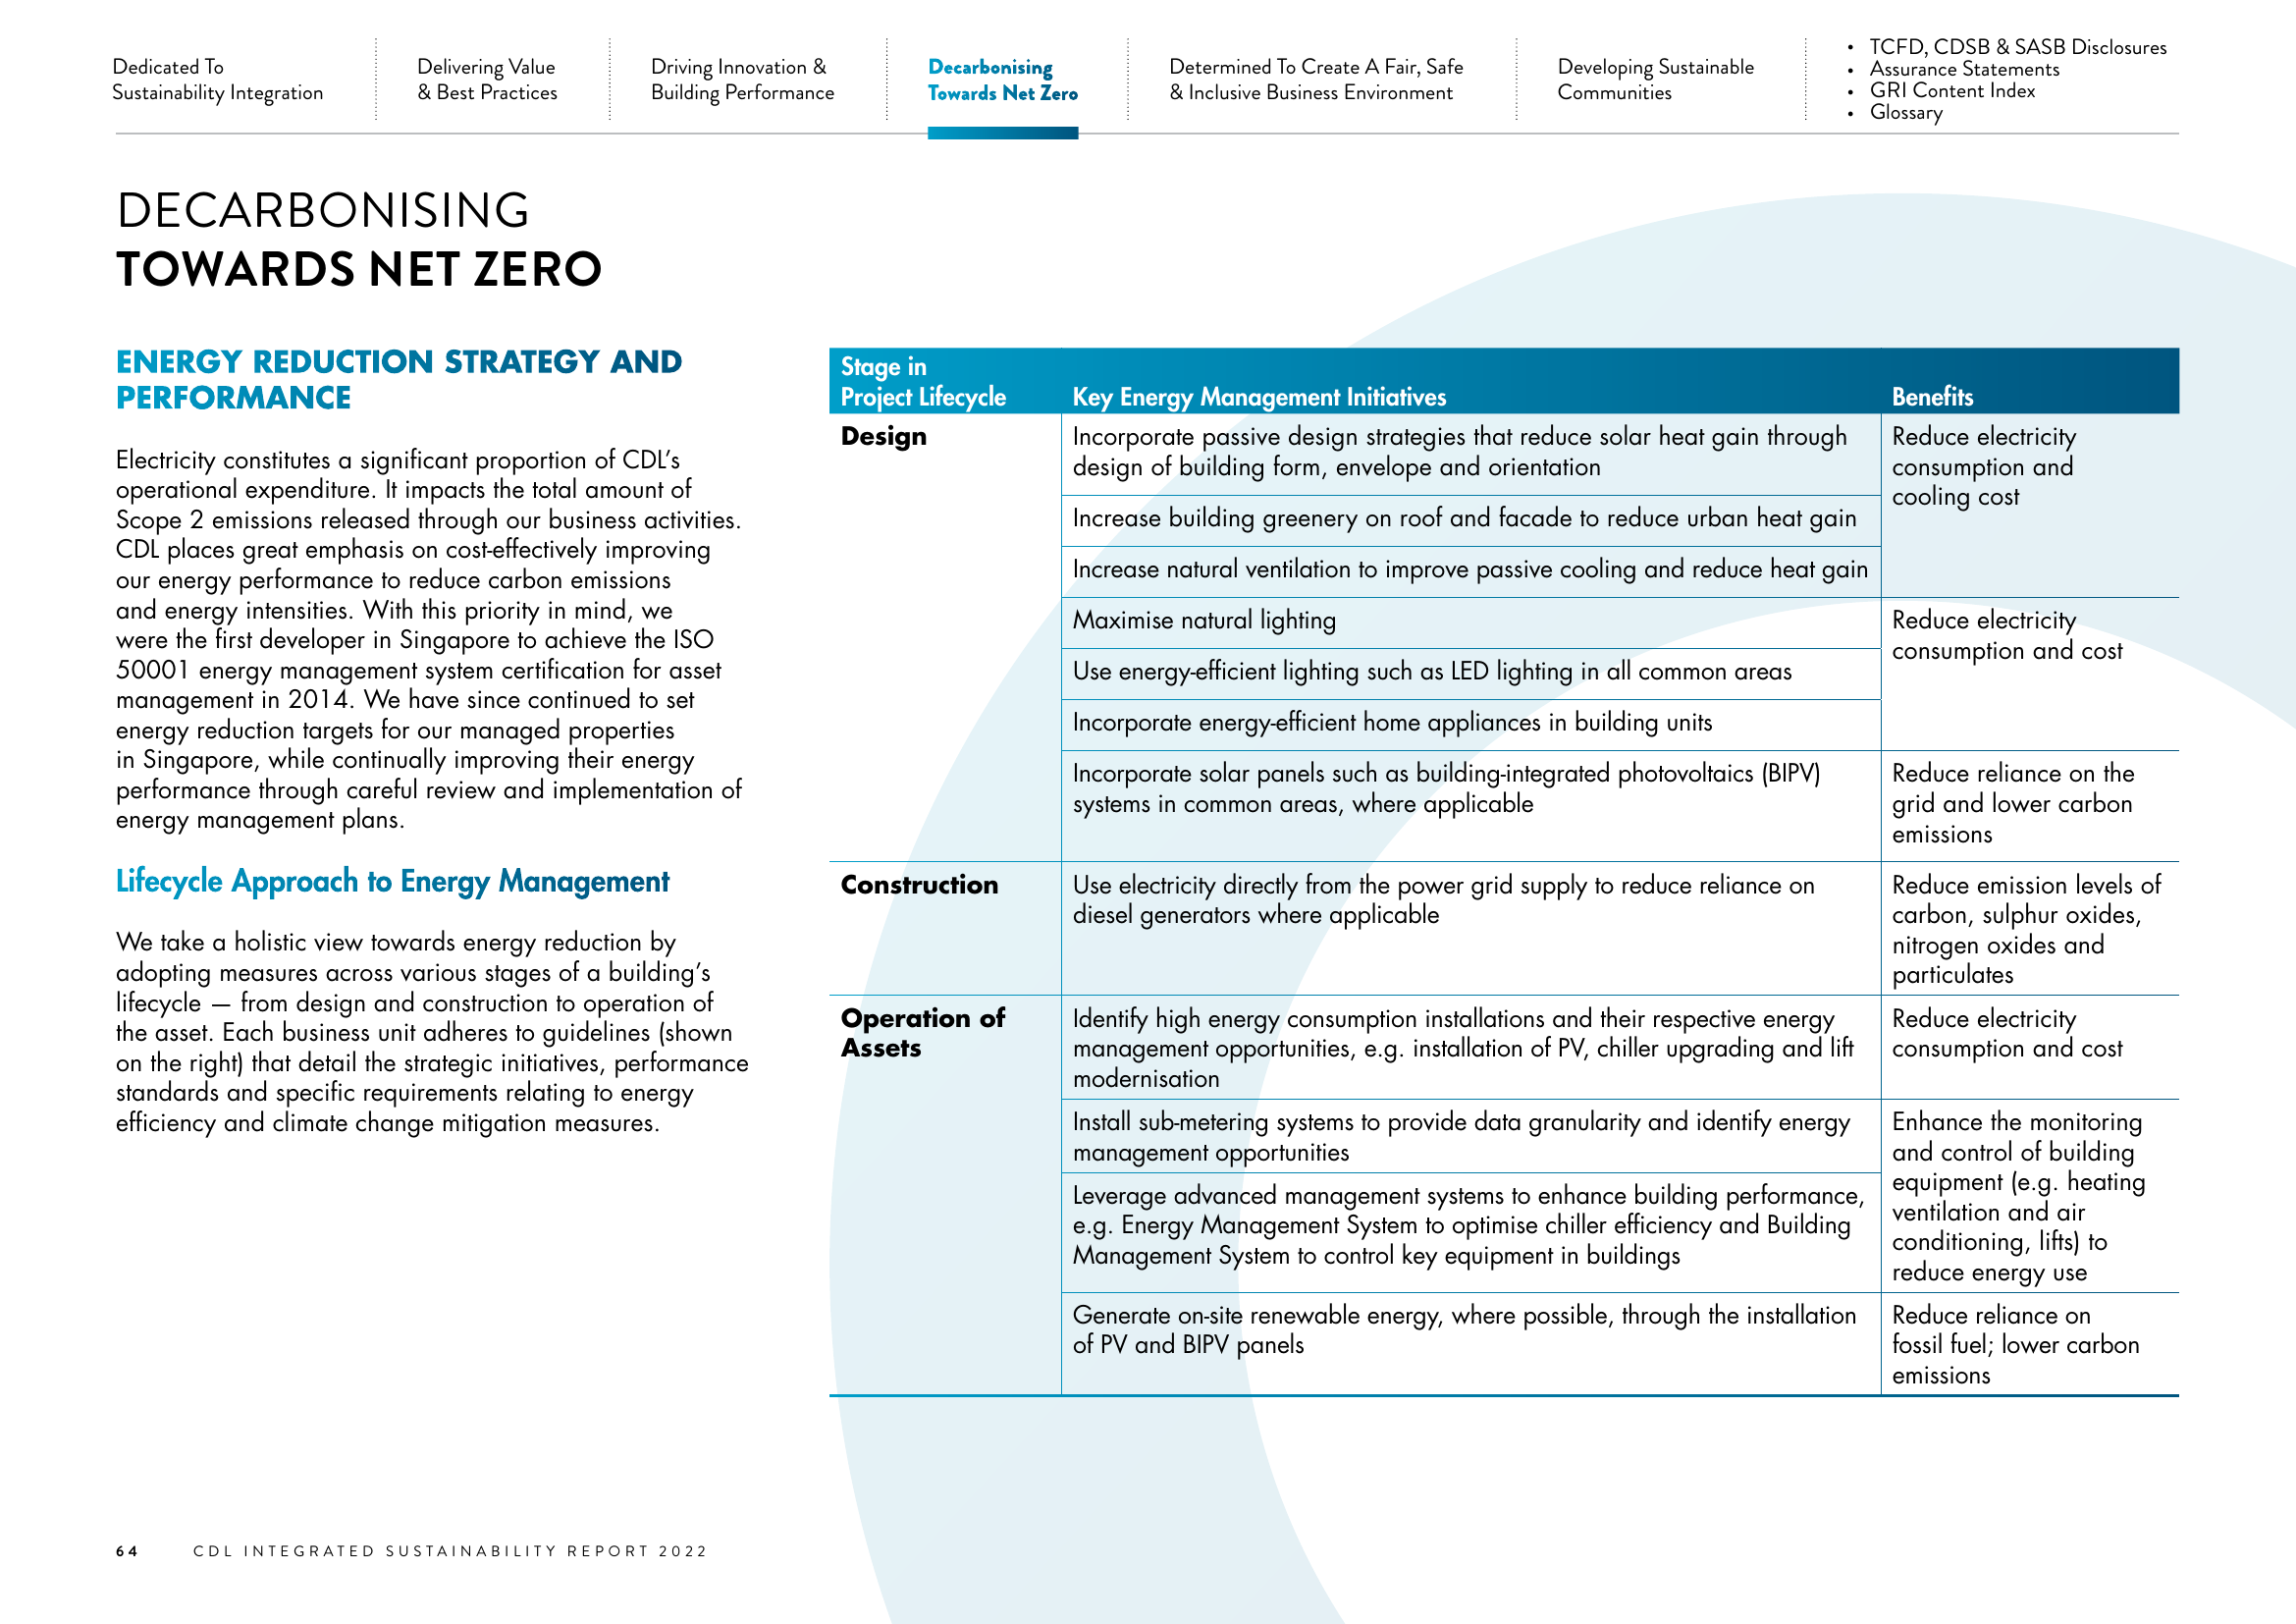 Dedicated To
Sustainability Integration
Delivering Value
& Best Practices
Driving Innovation &
Building Performance
Decarbonising
Towards Net Zero
Determined To Create A Fair, Safe
& Inclusive Business Environment
Developing Sustainable
Communities
• TCFD, CDSB & SASB Disclosures
• Assurance Statements
• GRI Content Index
• Glossary
DECARBONISING
TOWARDS NET ZERO
ENERGY REDUCTION STRATEGY AND
PERFORMANCE
Electricity constitutes a significant proportion of CDL's
operational expenditure. It impacts the total amount of
Scope 2 emissions released through our business activities.
CDL places great emphasis on cost-effectively improving
our energy performance to reduce carbon emissions
and energy intensities. With this priority in mind, we
were the first developer in Singapore to achieve the ISO
50001 energy management system certification for asset
management in 2014. We have since continued to set
energy reduction targets for our managed properties
in Singapore, while continually improving their energy
performance through careful review and implementation of
energy management plans.
Lifecycle Approach to Energy Management
We take a holistic view towards energy reduction by
adopting measures across various stages of a building's
lifecycle — from design and construction to operation of
the asset. Each business unit adheres to guidelines (shown
on the right) that detail the strategic initiatives, performance
standards and specific requirements relating to energy
efficiency and climate change mitigation measures.
Stage in
Project Lifecycle
Key Energy Management Initiatives
Benefits
Design
Incorporate passive design strategies that reduce solar heat gain through
design of building form, envelope and orientation
Reduce electricity
consumption and
cooling cost
Increase building greenery on roof and facade to reduce urban heat gain
Increase natural ventilation to improve passive cooling and reduce heat gain
Maximise natural lighting
Reduce electricity
consumption and cost
Use energy-efficient lighting such as LED lighting in all common areas
Incorporate energy-efficient home appliances in building units
Incorporate solar panels such as building-integrated photovoltaics (BIPV)
systems in common areas, where applicable
Reduce reliance on the
grid and lower carbon
emissions
Construction
Use electricity directly from the power grid supply to reduce reliance on
diesel generators where applicable
Reduce emission levels of
carbon, sulphur oxides,
nitrogen oxides and
particulates
Operation of
Assets
Identify high energy consumption installations and their respective energy
management opportunities, e.g. installation of PV, chiller upgrading and lift
modernisation
Reduce electricity
consumption and cost
Install sub-metering systems to provide data granularity and identify energy
management opportunities
Enhance the monitoring
and control of building
equipment (e.g. heating
ventilation and air
conditioning, lifts) to
reduce energy use
Leverage advanced management systems to enhance building performance,
e.g. Energy Management System to optimise chiller efficiency and Building
Management System to control key equipment in buildings
Generate on-site renewable energy, where possible, through the installation
of PV and BIPV panels
Reduce reliance on
fossil fuel; lower carbon
emissions
64 CDL INTEGRATED SUSTAINABILITY REPORT 2022